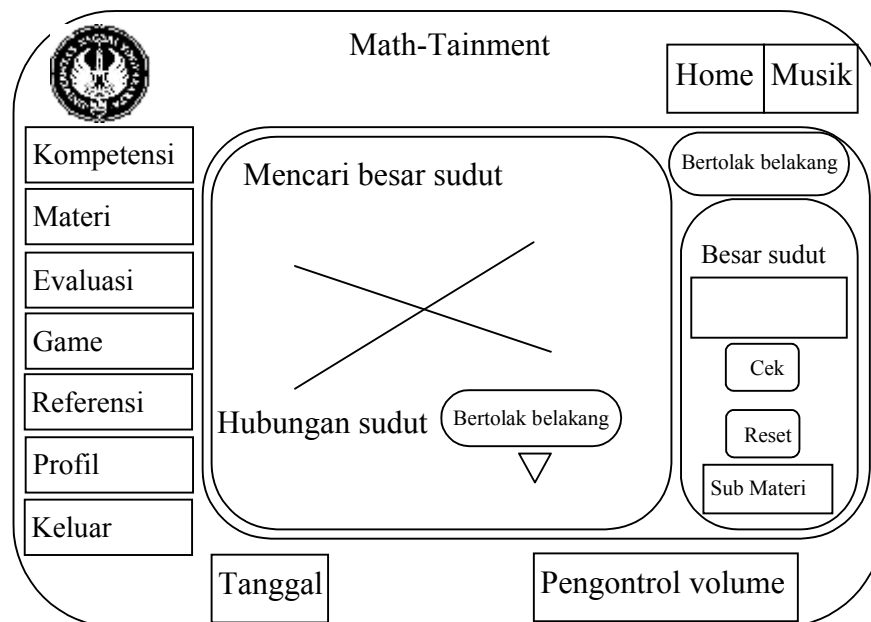 Math-Tainment
Home
Musik
Kompetensi
Materi
Evaluasi
Game
Referensi
Profil
Keluar
Mencari besar sudut
Hubungan sudut
Bertolak belakang
Bertolak belakang
Besar sudut
Cek
Reset
Sub Materi
Tanggal
Pengontrol volume